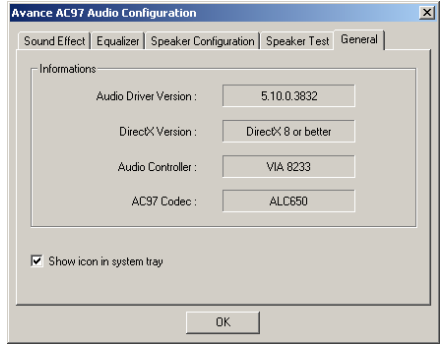 Avance AC97 Audio Configuration
Sound Effect Equalizer Speaker Configuration Speaker Test General
Informations
Audio Driver Version : 5.10.0.3832
DirectX Version : DirectX 8 or better
Audio Controller : VIA 8233
AC97 Codec : ALC650
Show icon in system tray
OK